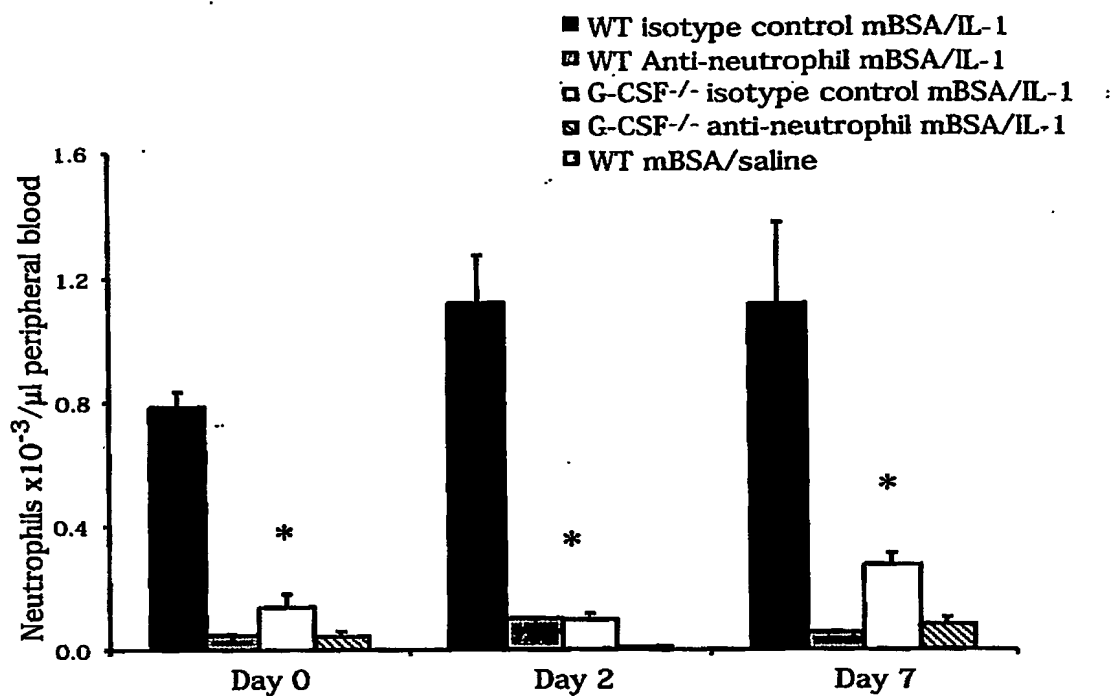 WT isotype control mBSA/IL-1
WT Anti-neutrophil mBSA/IL-1
G-CSF-/- isotype control mBSA/IL-1
G-CSF-/- anti-neutrophil mBSA/IL-1
WT mBSA/saline
Neutrophils x10⁻³/µl peripheral blood
1.6
1.2
0.8
0.4
0.0
*
*
*
Day 0
Day 2
Day 7